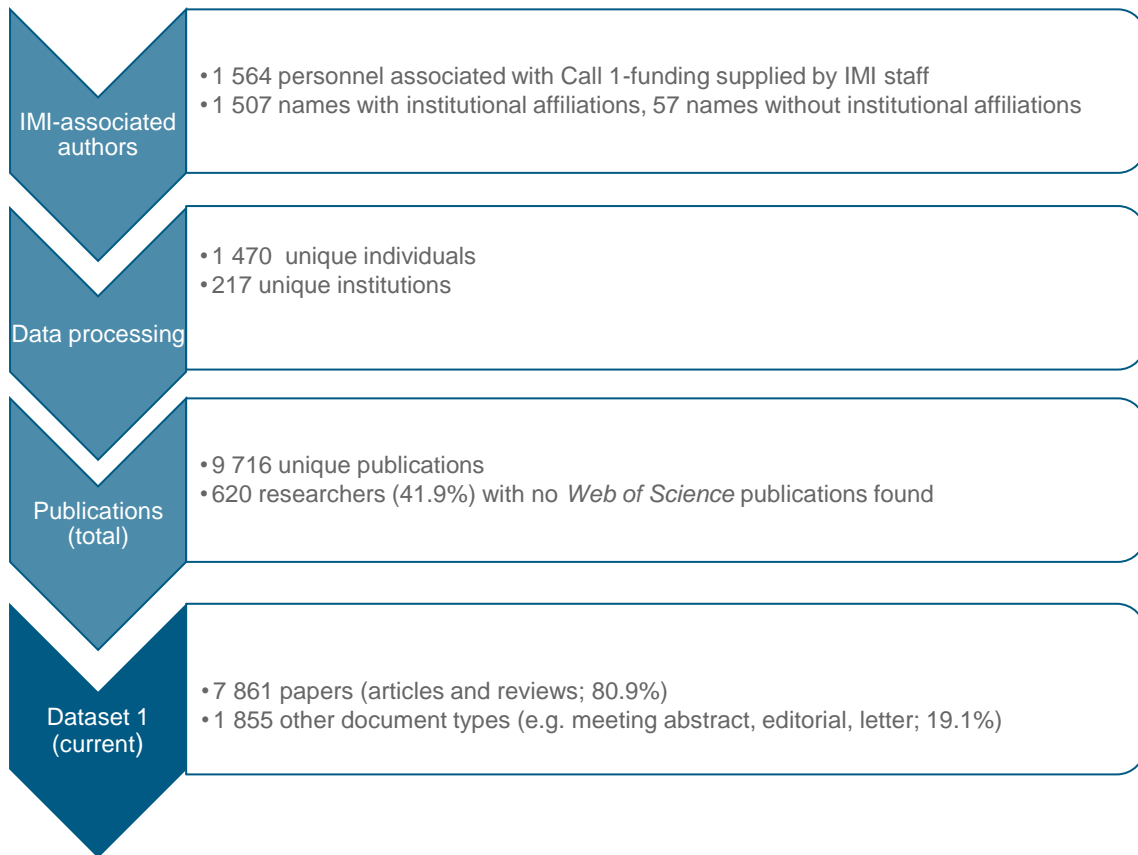 IMI-associated
authors
•1 564 personnel associated with Call 1-funding supplied by IMI staff
•1 507 names with institutional affiliations, 57 names without institutional affiliations
Data processing
•1 470  unique individuals
•217 unique institutions
Publications
(total)
•9 716 unique publications
•620 researchers (41.9%) with no Web of Science publications found
Dataset 1
(current)
•7 861 papers (articles and reviews; 80.9%)
•1 855 other document types (e.g. meeting abstract, editorial, letter; 19.1%)